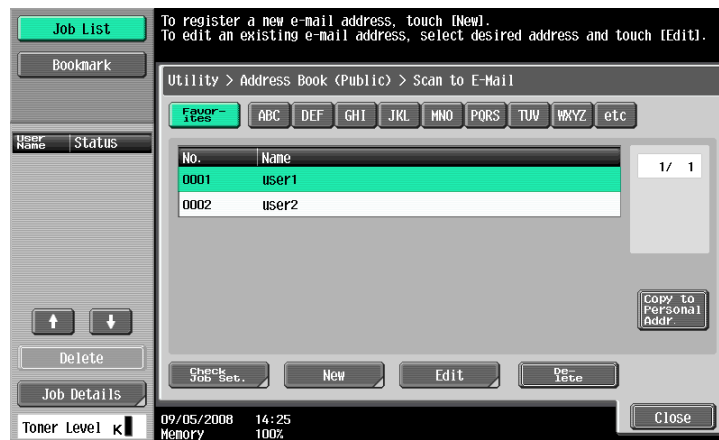 Job List
Bookmark
To register a new e-mail address, touch [New].
To edit an existing e-mail address, select desired address and touch [Edit].
Utility > Address Book (Public) > Scan to E-Mail
Favor-
ites
ABC DEF GHI JKL MNO PQRS TUV WXYZ etc
User
Name Status
No. Name
0001 user1
0002 user2
1/ 1
Copy to
Personal
Addr.
Delete
Job Details
Check
Job Set.
New
Edit
De-
lete
Toner Level K
09/05/2008 14:25
Memory 100%
Close